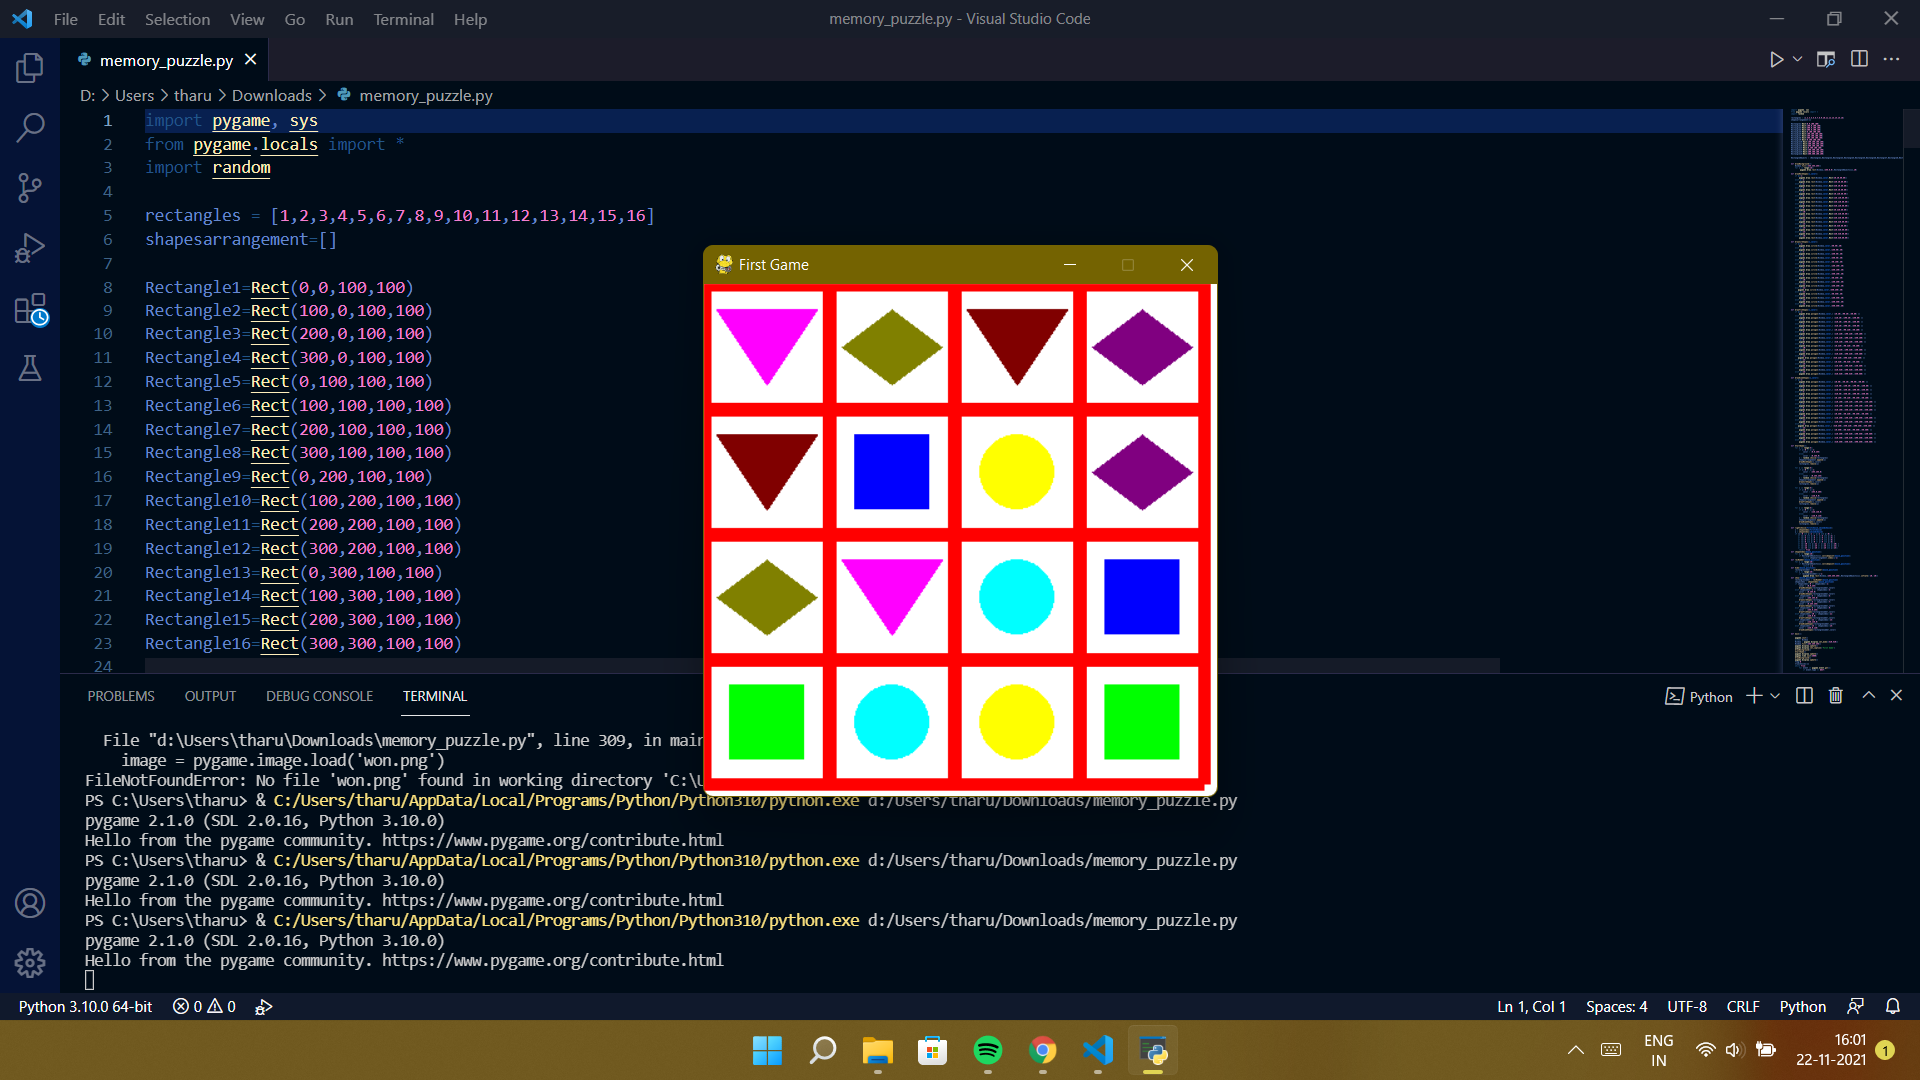 File Edit Selection View Go Run Terminal Help
memory_puzzle.py - Visual Studio Code
memory_puzzle.py
D: > Users > tharu > Downloads > memory_puzzle.py
1 import pygame, sys
2 from pygame.locals import *
3 import random
4
5 rectangles = [1,2,3,4,5,6,7,8,9,10,11,12,13,14,15,16]
6 shapesarrangement=[]
7
8 Rectangle1=Rect(0,0,100,100)
9 Rectangle2=Rect(100,0,100,100)
10 Rectangle3=Rect(200,0,100,100)
11 Rectangle4=Rect(300,0,100,100)
12 Rectangle5=Rect(0,100,100,100)
13 Rectangle6=Rect(100,100,100,100)
14 Rectangle7=Rect(200,100,100,100)
15 Rectangle8=Rect(300,100,100,100)
16 Rectangle9=Rect(0,200,100,100)
17 Rectangle10=Rect(100,200,100,100)
18 Rectangle11=Rect(200,200,100,100)
19 Rectangle12=Rect(300,200,100,100)
20 Rectangle13=Rect(0,300,100,100)
21 Rectangle14=Rect(100,300,100,100)
22 Rectangle15=Rect(200,300,100,100)
23 Rectangle16=Rect(300,300,100,100)
24
First Game
PROBLEMS OUTPUT DEBUG CONSOLE TERMINAL
Python
File "d:\Users\tharu\Downloads\memory_puzzle.py", line 309, in main
image = pygame.image.load('won.png')
FileNotFoundError: No file 'won.png' found in working directory 'C:\U
PS C:\Users\tharu> & C:/Users/tharu/AppData/Local/Programs/Python/Python310/python.exe d:/Users/tharu/Downloads/memory_puzzle.py
pygame 2.1.0 (SDL 2.0.16, Python 3.10.0)
Hello from the pygame community. https://www.pygame.org/contribute.html
PS C:\Users\tharu> & C:/Users/tharu/AppData/Local/Programs/Python/Python310/python.exe d:/Users/tharu/Downloads/memory_puzzle.py
pygame 2.1.0 (SDL 2.0.16, Python 3.10.0)
Hello from the pygame community. https://www.pygame.org/contribute.html
PS C:\Users\tharu> & C:/Users/tharu/AppData/Local/Programs/Python/Python310/python.exe d:/Users/tharu/Downloads/memory_puzzle.py
pygame 2.1.0 (SDL 2.0.16, Python 3.10.0)
Hello from the pygame community. https://www.pygame.org/contribute.html
Python 3.10.0 64-bit 0 0
Ln 1, Col 1 Spaces: 4 UTF-8 CRLF Python
ENG
IN
16:01
22-11-2021
1